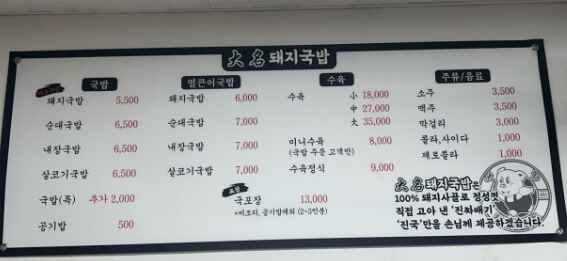 大名돼지국밥
국밥
돼지국밥 5,500
순대국밥 6,500
내장국밥 6,500
살코기국밥 6,500
국밥(특) 추가 2,000
공기밥 500
얼큰이국밥
돼지국밥 6,000
순대국밥 7,000
내장국밥 7,000
살코기국밥 7,000
포장
국포장 13,000
수육
수육 小 18,000
中 27,000
大 35,000
미니수육 8,000
(국밥 주문 고객만)
수육정식 9,000
주류/음료
소주 3,500
맥주 3,500
막걸리 3,000
콜라,사이다 1,000
제로콜라 1,000
大名돼지국밥은
100% 돼지사골로 정성껏
직접 고아 낸 '진짜배기
'진국'만을 손님께 제공하겠습니다.